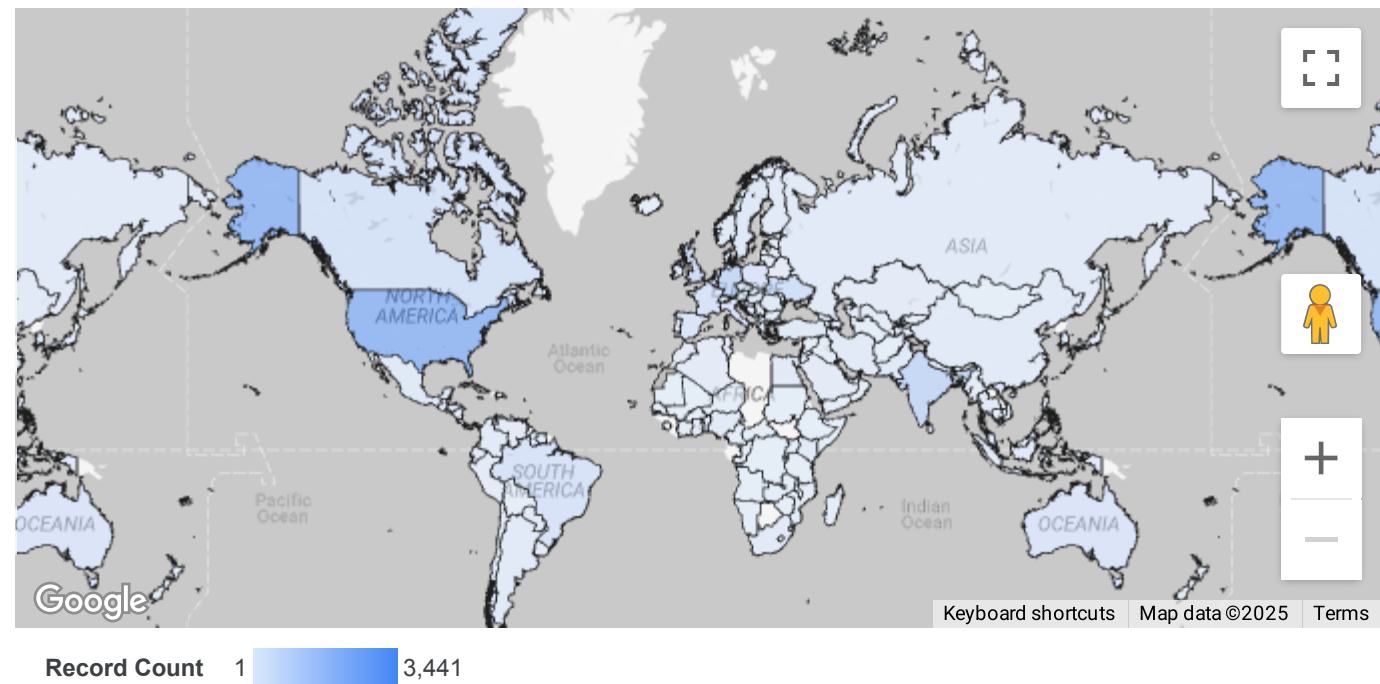 ASIA
NORTH
AMERICA
EUROPE
Atlantic
Ocean
AFRICA
SOUTH
AMERICA
Pacific
Ocean
Indian
Ocean
OCEANIA
OCEANIA
Google
Keyboard shortcuts
Map data ©2025
Terms
Record Count 1 3,441